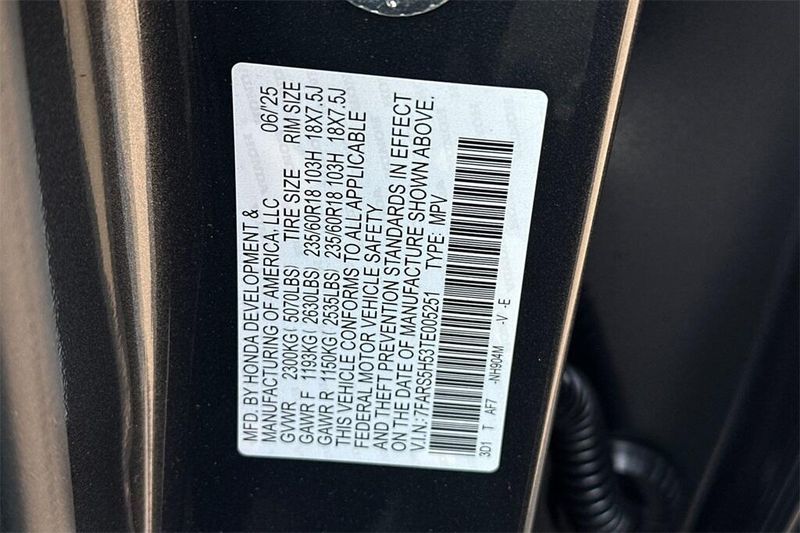 MFD. BY HONDA DEVELOPMENT &
MANUFACTURING OF AMERICA, LLC 06/'25
GVWR 2300KG( 5070LBS) TIRE SIZE RIM SIZE
GAWR F 1193KG( 2630LBS) 235/60R18 103H 18X7.5J
GAWR R 1150KG( 2535LBS) 235/60R18 103H 18X7.5J
THIS VEHICLE CONFORMS TO ALL APPLICABLE
FEDERAL MOTOR VEHICLE SAFETY
AND THEFT PREVENTION STANDARDS IN EFFECT
ON THE DATE OF MANUFACTURE SHOWN ABOVE.
V.I.N.: 7FARS5H53TE005251 TYPE: MPV
3D1 T AF7 -NH904M -V -E